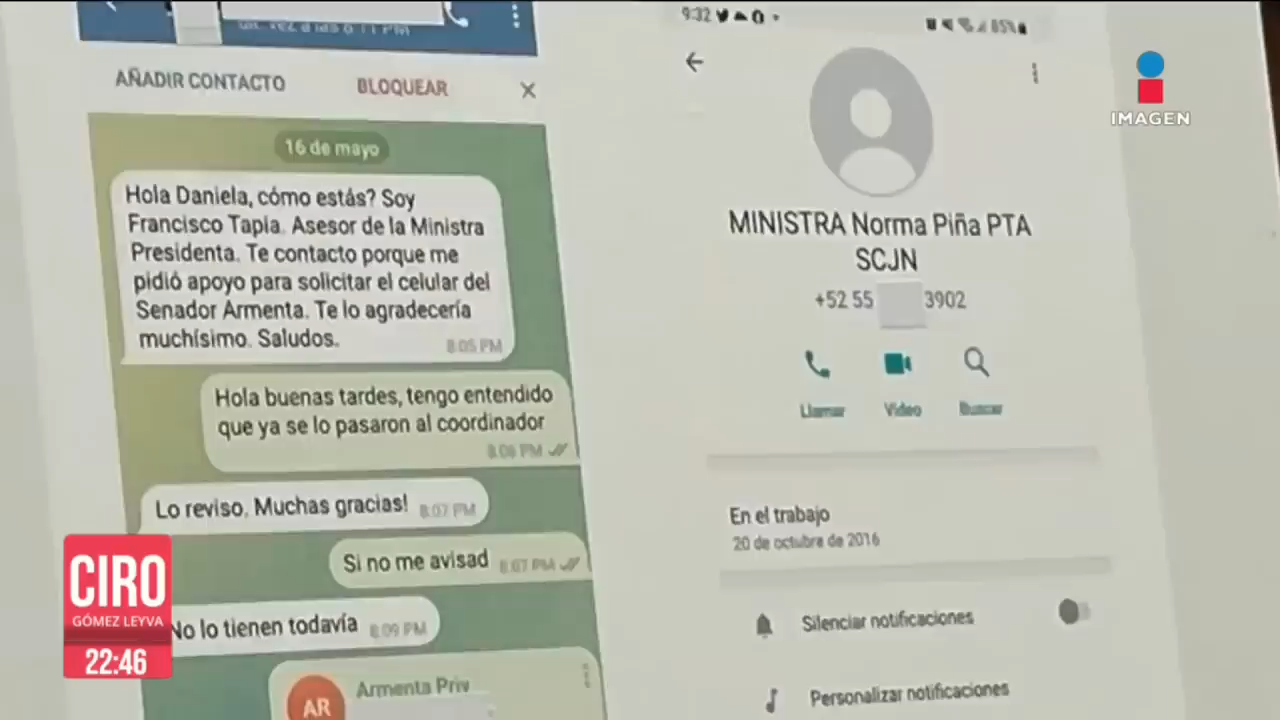 AÑADIR CONTACTO
BLOQUEAR
16 de mayo
Hola Daniela, cómo estás? Soy
Francisco Tapia. Asesor de la Ministra
Presidenta. Te contacto porque me
pidió apoyo para solicitar el celular del
Senador Armenta. Te lo agradecería
muchísimo. Saludos.
8:05 PM
Hola buenas tardes, tengo entendido
que ya se lo pasaron al coordinador
8:06 PM
Lo reviso. Muchas gracias!
8:07 PM
Si no me avisad
8:07 PM
No lo tienen todavía
8:09 PM
AR
Armenta Priv
9:32
85%
MINISTRA Norma Piña PTA
SCJN
+52 55 3902
Llamar
Video
Buscar
En el trabajo
20 de octubre de 2016
Silenciar notificaciones
Personalizar notificaciones
IMAGEN
CIRO
GÓMEZ LEYVA
22:46